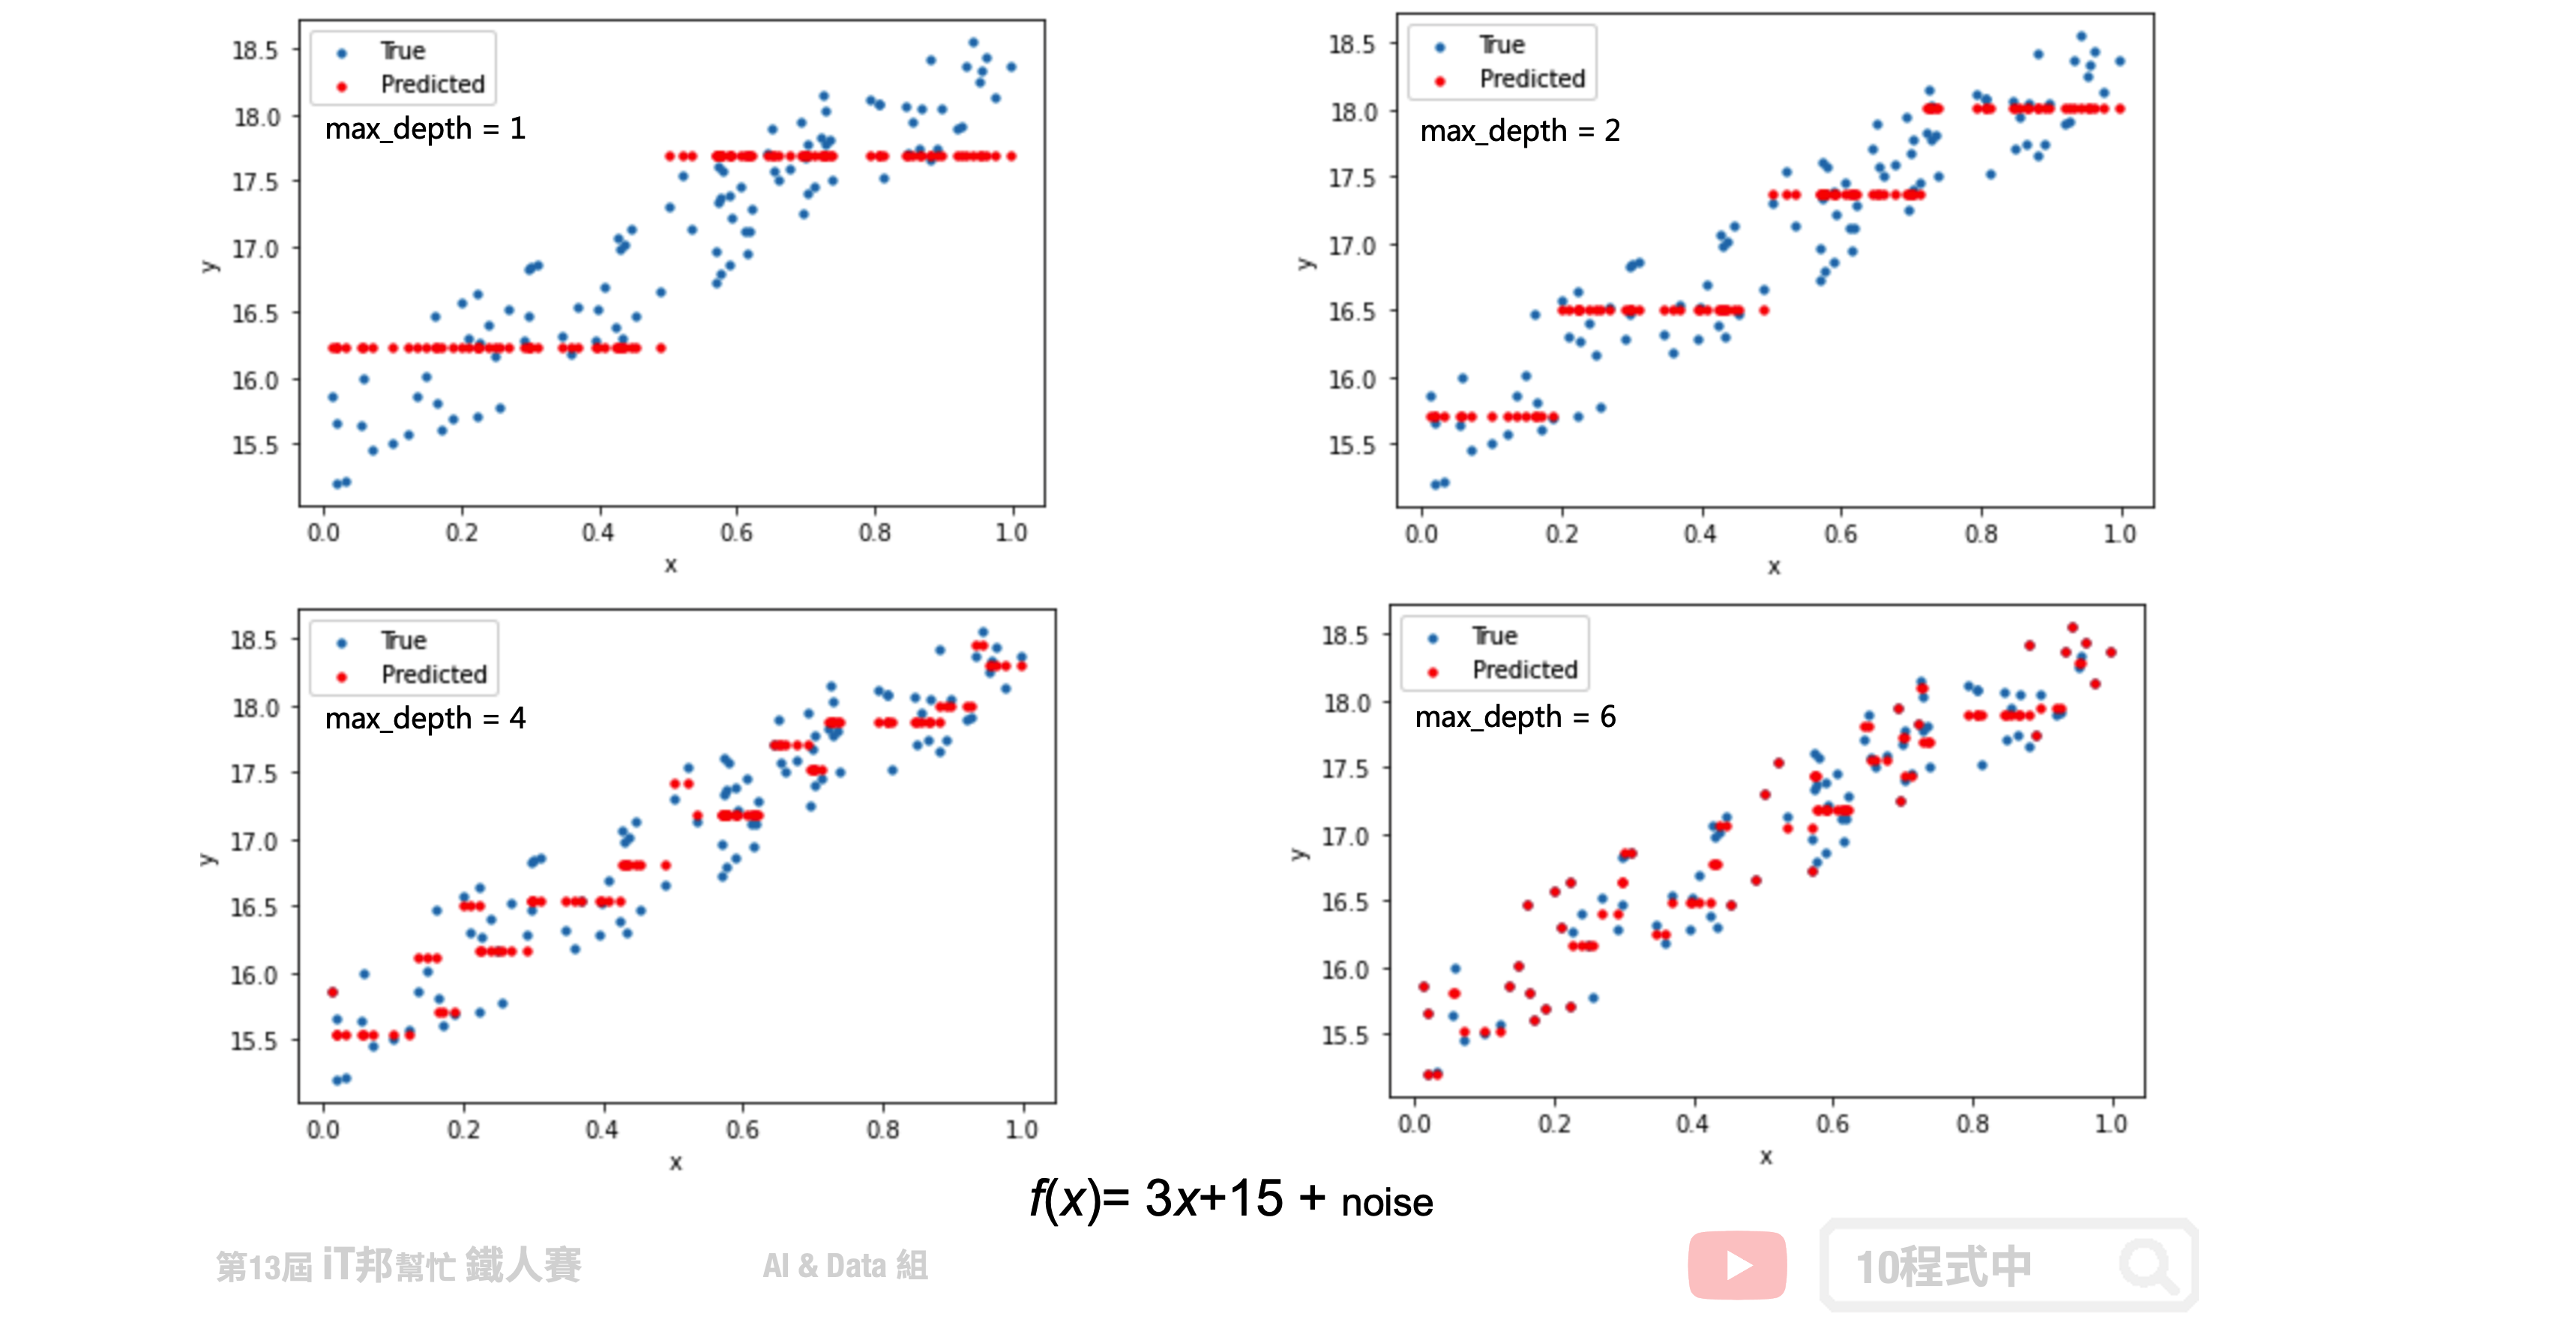 True
Predicted
max_depth = 1
18.5
18.0
17.5
17.0
16.5
16.0
15.5
y
0.0 0.2 0.4 0.6 0.8 1.0
x
True
Predicted
max_depth = 2
18.5
18.0
17.5
17.0
16.5
16.0
15.5
y
0.0 0.2 0.4 0.6 0.8 1.0
x
True
Predicted
max_depth = 4
18.5
18.0
17.5
17.0
16.5
16.0
15.5
y
0.0 0.2 0.4 0.6 0.8 1.0
x
True
Predicted
max_depth = 6
18.5
18.0
17.5
17.0
16.5
16.0
15.5
y
0.0 0.2 0.4 0.6 0.8 1.0
x
f(x)= 3x+15 + noise
第13屆 iT邦幫忙 鐵人賽
AI & Data 組
10程式中